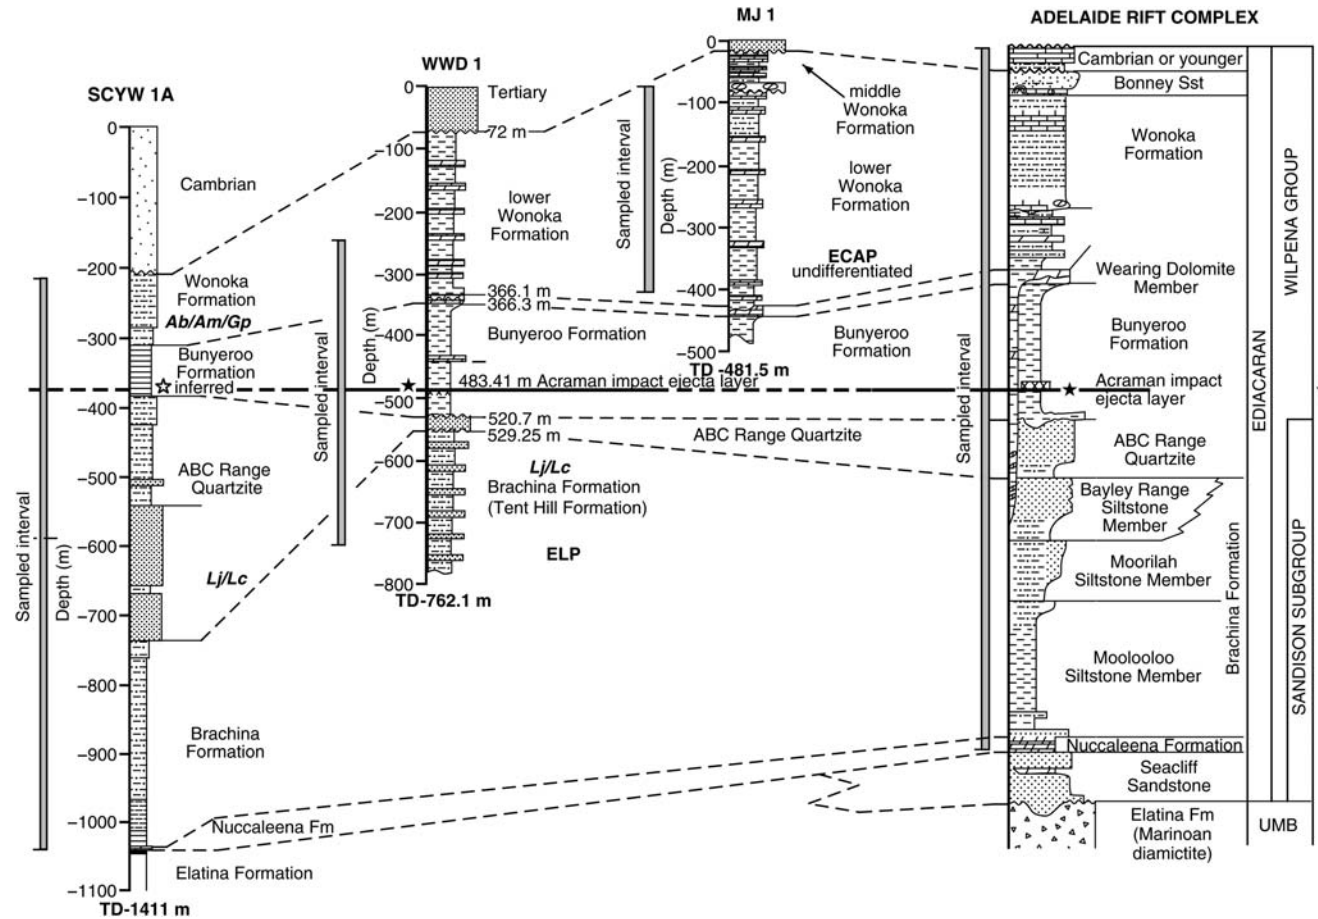 SCYW 1A
0
−100
−200
−300
−400
−500
−600
−700
−800
−900
−1000
−1100
TD-1411 m
Sampled interval
Depth (m)
Cambrian
Wonoka
Formation
Ab/Am/Gp
Bunyeroo
Formation
inferred
ABC Range
Quartzite
Lj/Lc
Brachina
Formation
Nuccaleena Fm
Elatina Formation
Sampled interval
WWD 1
0
−100
−200
−300
−400
−500
−600
−700
−800
TD-762.1 m
Depth (m)
Tertiary
72 m
lower
Wonoka
Formation
366.1 m
366.3 m
Bunyeroo Formation
483.41 m Acraman impact ejecta layer
520.7 m
529.25 m
Lj/Lc
Brachina Formation
(Tent Hill Formation)
ELP
Sampled interval
MJ 1
0
−100
−200
−300
−400
−500
TD -481.5 m
Depth (m)
middle
Wonoka
Formation
lower
Wonoka
Formation
ECAP
undifferentiated
Bunyeroo
Formation
ABC Range Quartzite
Sampled interval
ADELAIDE RIFT COMPLEX
Cambrian or younger
Bonney Sst
Wonoka
Formation
Wearing Dolomite
Member
Bunyeroo
Formation
Acraman impact
ejecta layer
ABC Range
Quartzite
Bayley Range
Siltstone
Member
Moorilah
Siltstone Member
Moolooloo
Siltstone Member
Nuccaleena Formation
Seacliff
Sandstone
Elatina Fm
(Marinoan
diamictite)
Brachina Formation
EDIACARAN
WILPENA GROUP
SANDISON SUBGROUP
UMB